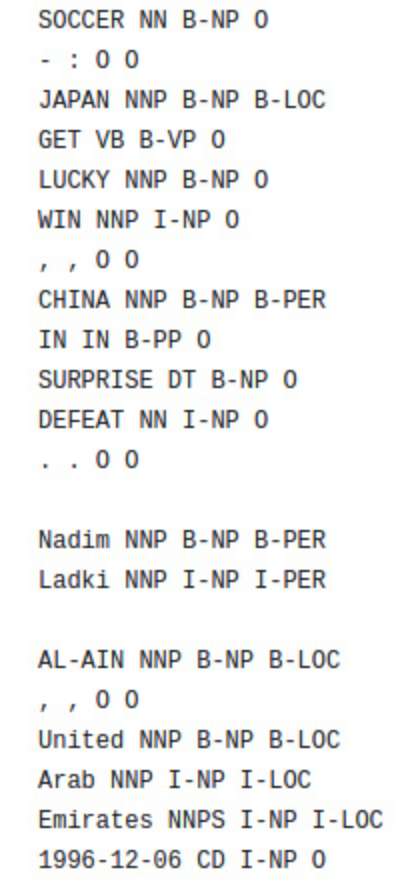 SOCCER NN B-NP O
- : O O
JAPAN NNP B-NP B-LOC
GET VB B-VP O
LUCKY NNP B-NP O
WIN NNP I-NP O
, , O O
CHINA NNP B-NP B-PER
IN IN B-PP O
SURPRISE DT B-NP O
DEFEAT NN I-NP O
. . O O
Nadim NNP B-NP B-PER
Ladki NNP I-NP I-PER
AL-AIN NNP B-NP B-LOC
, , O O
United NNP B-NP B-LOC
Arab NNP I-NP I-LOC
Emirates NNPS I-NP I-LOC
1996-12-06 CD I-NP O